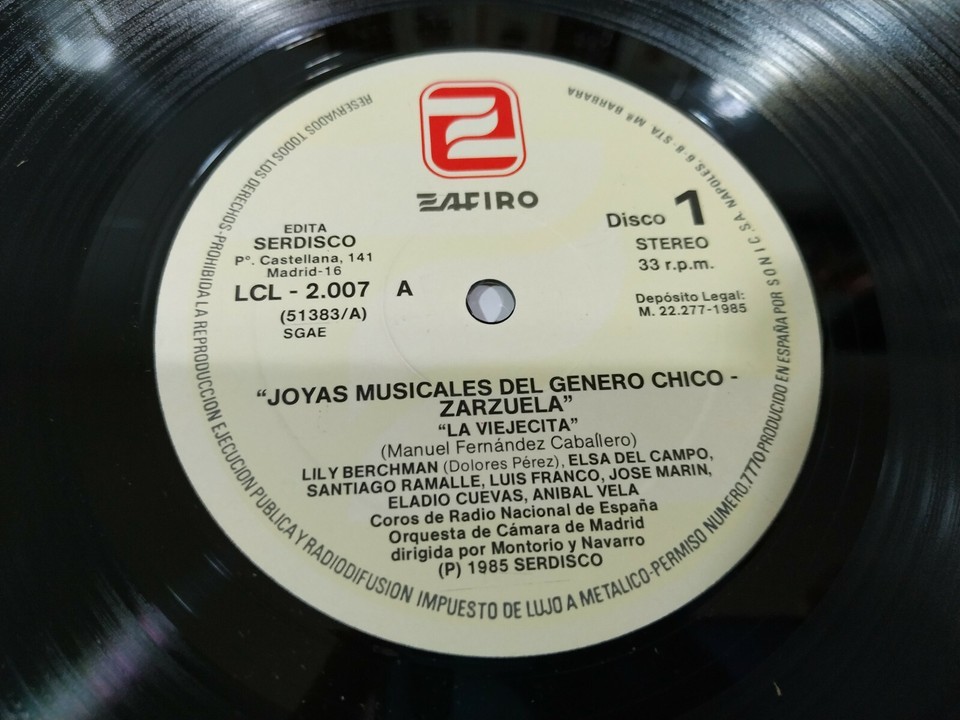 ZAFIRO
EDITA
SERDISCO
Pº. Castellana, 141
Madrid-16
LCL - 2.007 A
(51383/A)
SGAE
Disco 1
STEREO
33 r.p.m.
Depósito Legal:
M. 22.277-1985
“JOYAS MUSICALES DEL GENERO CHICO -
ZARZUELA”
“LA VIEJECITA”
(Manuel Fernández Caballero)
LILY BERCHMAN (Dolores Pérez), ELSA DEL CAMPO,
SANTIAGO RAMALLE, LUIS FRANCO, JOSE MARIN,
ELADIO CUEVAS, ANIBAL VELA
Coros de Radio Nacional de España
Orquesta de Cámara de Madrid
dirigida por Montorio y Navarro
(P) 1985 SERDISCO
RESERVADOS TODOS LOS DERECHOS-PROHIBIDA LA REPRODUCCION EJECUCION PUBLICA Y RADIODIFUSION IMPUESTO DE LUJO A METALICO-PERMISO NUMERO.7770-PRODUCIDO EN ESPAÑA POR SONIC, S.A. NAPOLES, 6-8-STA. Mª BARBARA